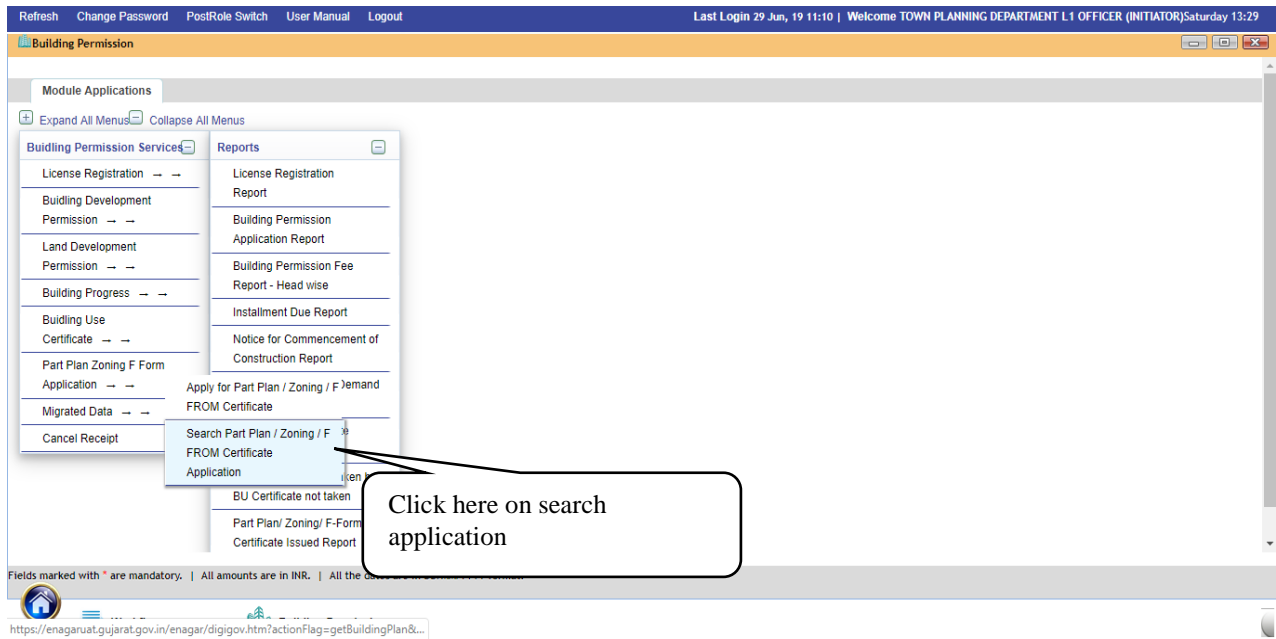 Refresh Change Password PostRole Switch User Manual Logout Last Login 29 Jun, 19 11:10 | Welcome TOWN PLANNING DEPARTMENT L1 OFFICER (INITIATOR)Saturday 13:29
Building Permission
Module Applications
Expand All Menus Collapse All Menus
Buidling Permission Services
License Registration → →
Buidling Development
Permission → →
Land Development
Permission → →
Building Progress → →
Buidling Use
Certificate → →
Part Plan Zoning F Form
Application → →
Migrated Data → →
Cancel Receipt
Apply for Part Plan / Zoning / F
FROM Certificate
Search Part Plan / Zoning / F
FROM Certificate
Application
Reports
License Registration
Report
Building Permission
Application Report
Building Permission Fee
Report - Head wise
Installment Due Report
Notice for Commencement of
Construction Report
Demand
BU Certificate not taken
Part Plan/ Zoning/ F-Form
Certificate Issued Report
Click here on search
application
Fields marked with * are mandatory. | All amounts are in INR. | All the
https://enagaruat.gujarat.gov.in/enagar/digigov.htm?actionFlag=getBuildingPlan&...